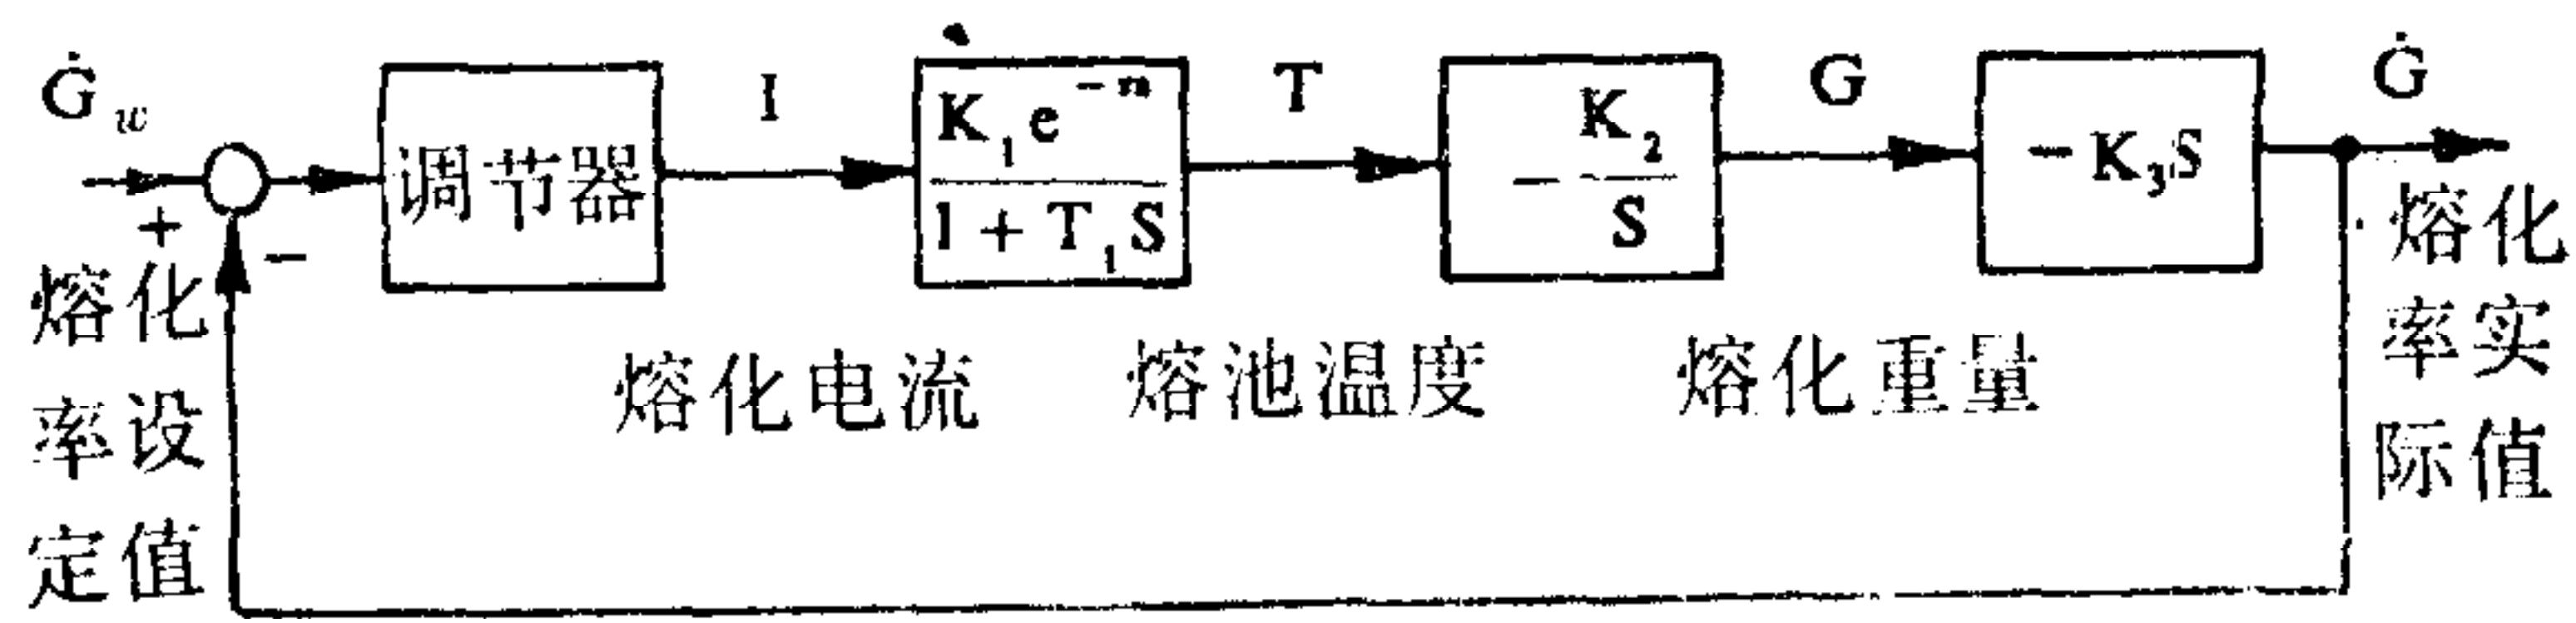 Ġ w
+
−
熔化
率设
定值
调节器
I
熔化电流
K₁e
1 + T₁S
T
熔池温度
− K₂
S
G
熔化重量
− K₃S
Ġ
熔化
率实
际值